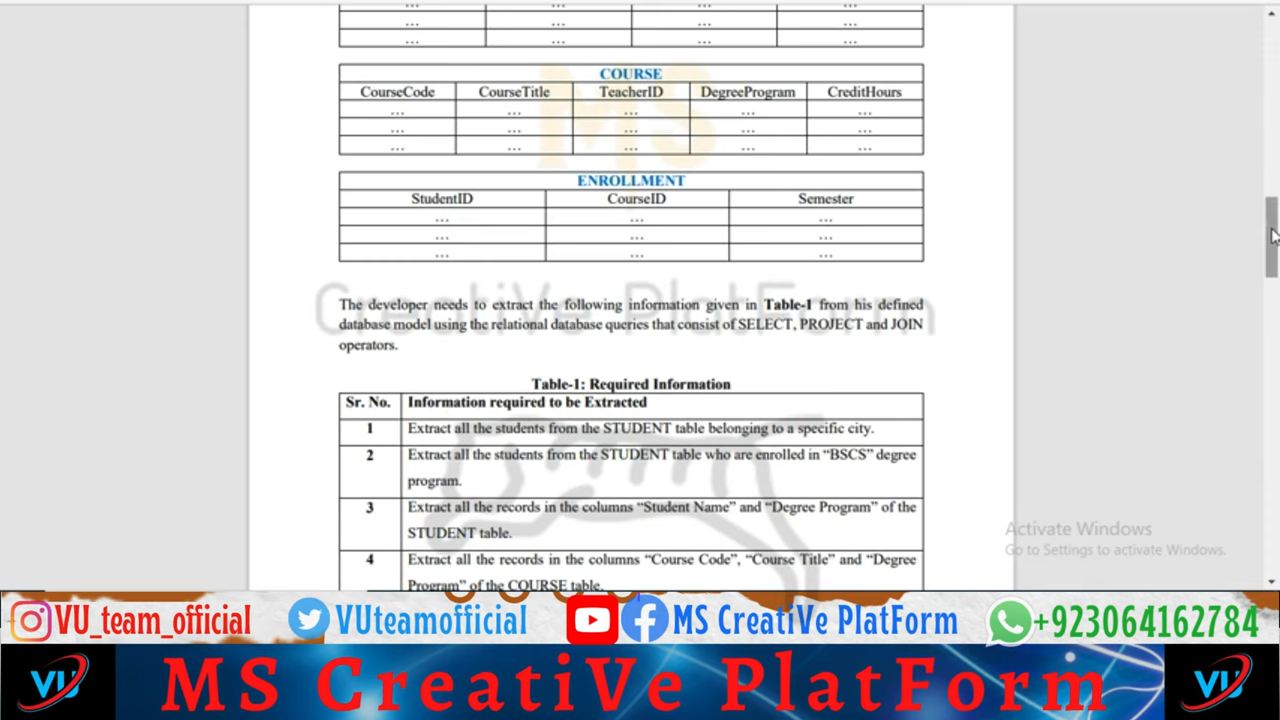 ... ... ... ...
... ... ... ...
... ... ... ...
COURSE
CourseCode CourseTitle TeacherID DegreeProgram CreditHours
... ... ... ... ...
... ... ... ... ...
... ... ... ... ...
MS
ENROLLMENT
StudentID CourseID Semester
... ... ...
... ... ...
... ... ...
CreatiVe PlatForm
The developer needs to extract the following information given in Table-1 from his defined
database model using the relational database queries that consist of SELECT, PROJECT and JOIN
operators.
Table-1: Required Information
Sr. No. Information required to be Extracted
1 Extract all the students from the STUDENT table belonging to a specific city.
2 Extract all the students from the STUDENT table who are enrolled in “BSCS” degree
program.
3 Extract all the records in the columns “Student Name” and “Degree Program” of the
STUDENT table.
4 Extract all the records in the columns “Course Code”, “Course Title” and “Degree
Program” of the COURSE table.
Activate Windows
Go to Settings to activate Windows.
VU_team_official VUteamofficial MS CreatiVe PlatForm +923064162784
VU MS CreatiVe PlatForm VU